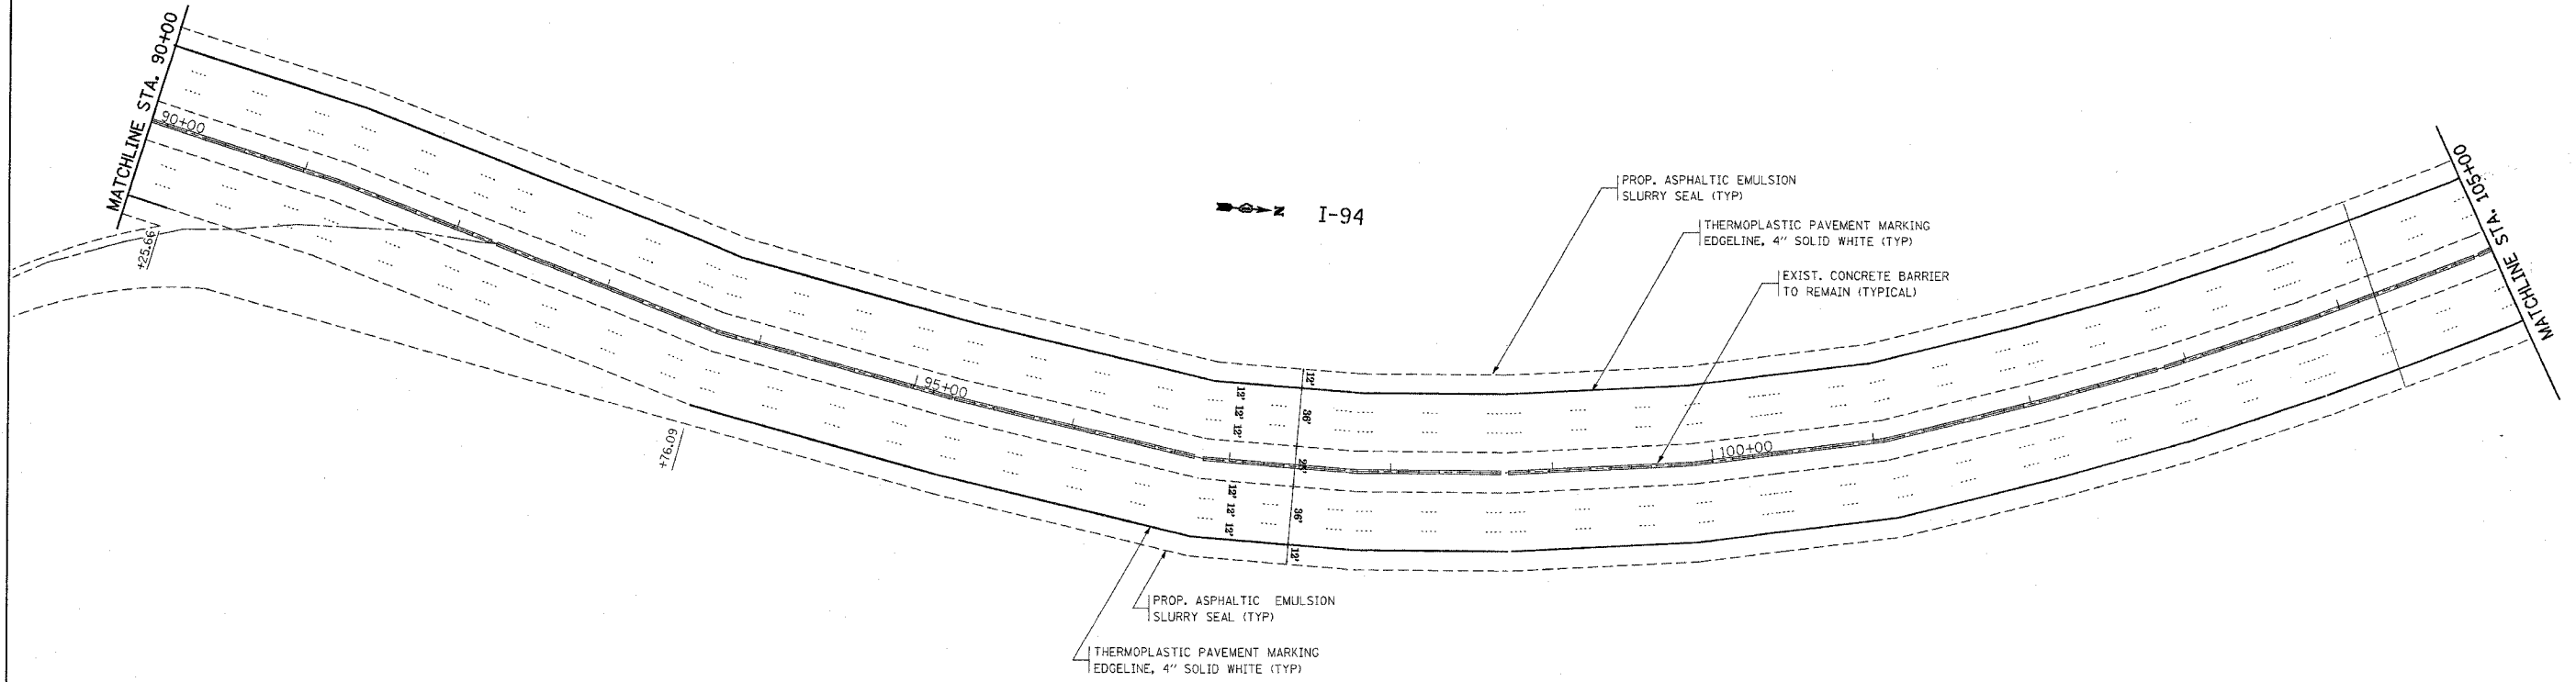 MATCHLINE STA. 90+00
90+00
+25.66
+76.09
95+00
I-94
N
PROP. ASPHALTIC EMULSION
SLURRY SEAL (TYP)
THERMOPLASTIC PAVEMENT MARKING
EDGELINE, 4" SOLID WHITE (TYP)
EXIST. CONCRETE BARRIER
TO REMAIN (TYPICAL)
12'
36'
12' 12' 12'
36'
12' 12' 12'
12'
100+00
MATCHLINE STA. 105+00
PROP. ASPHALTIC EMULSION
SLURRY SEAL (TYP)
THERMOPLASTIC PAVEMENT MARKING
EDGELINE, 4" SOLID WHITE (TYP)